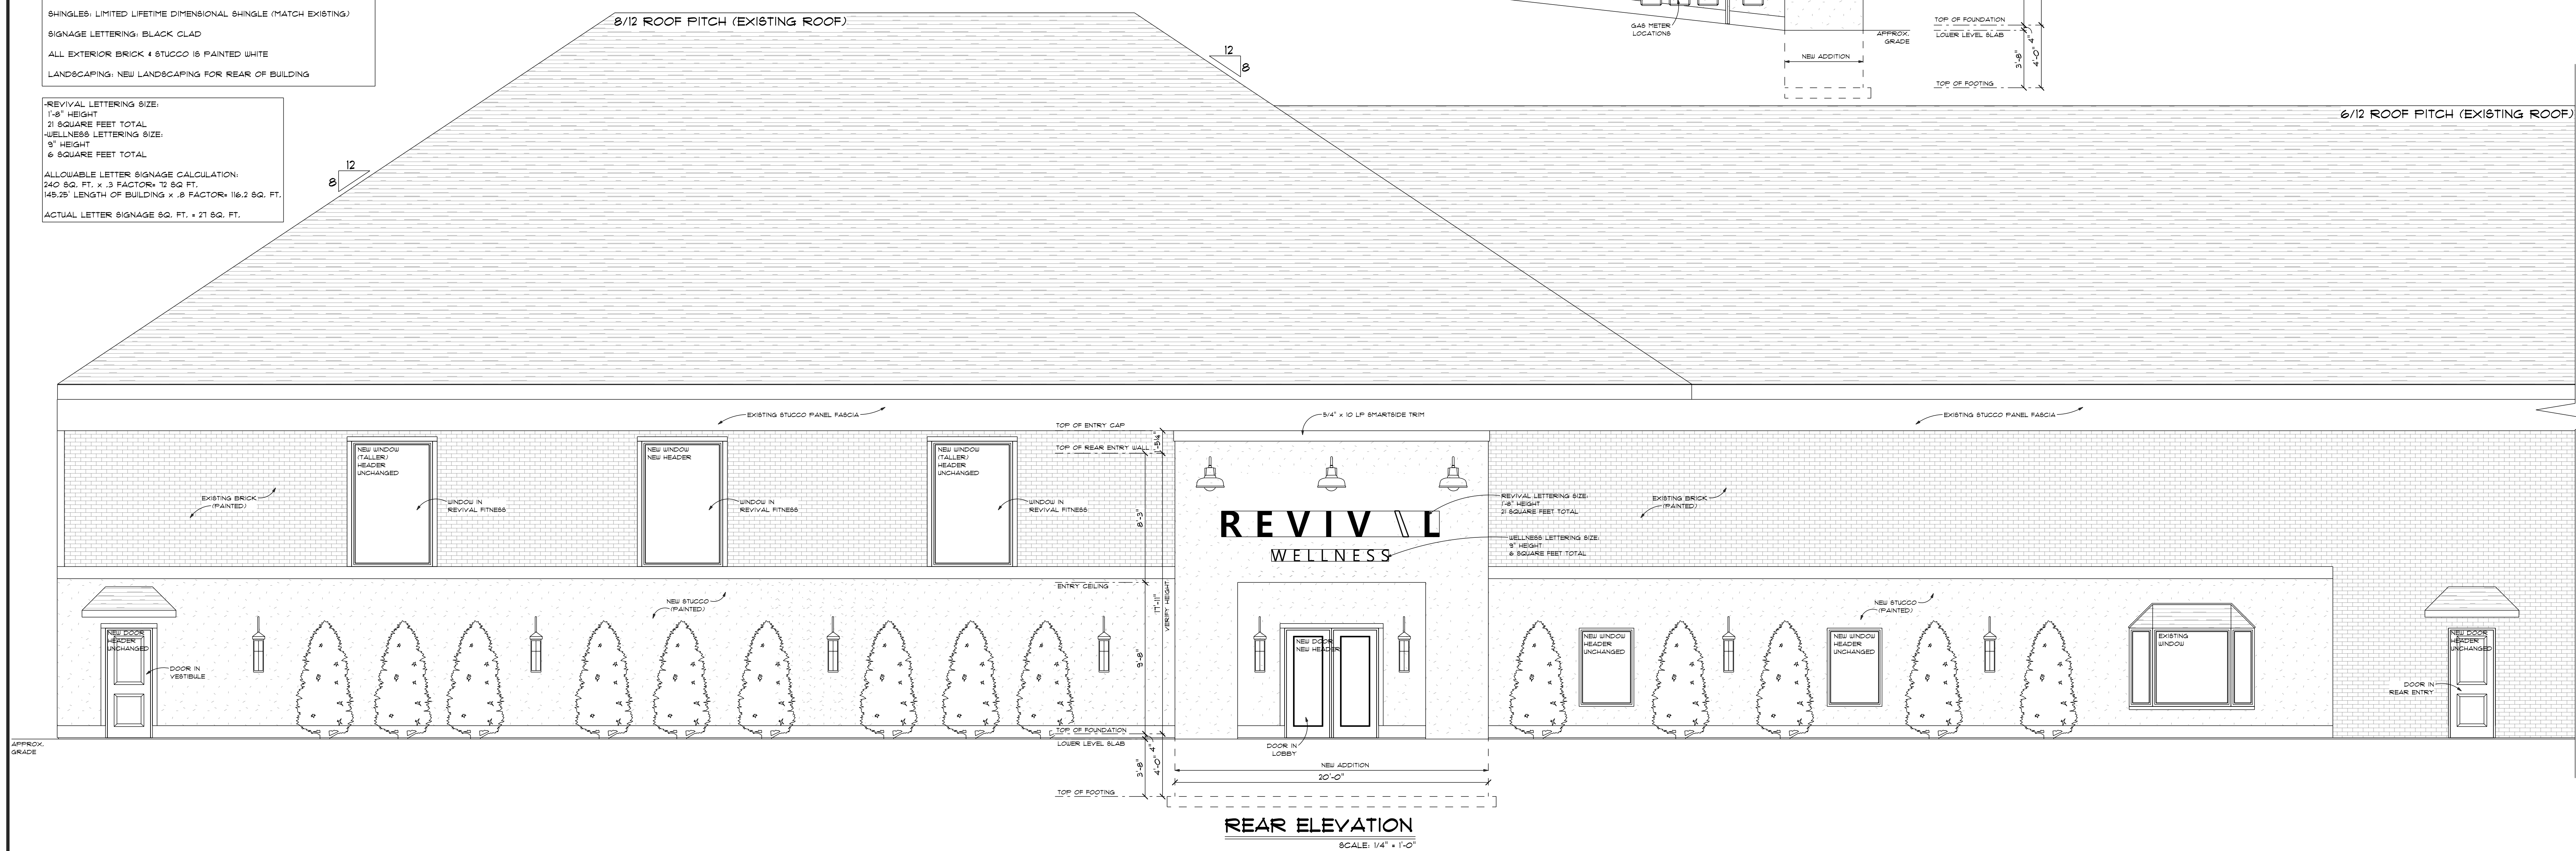 SHINGLES: LIMITED LIFETIME DIMENSIONAL SHINGLE (MATCH EXISTING)
SIGNAGE LETTERING: BLACK CLAD
ALL EXTERIOR BRICK & STUCCO IS PAINTED WHITE
LANDSCAPING: NEW LANDSCAPING FOR REAR OF BUILDING
-REVIVAL LETTERING SIZE:
1'-8" HEIGHT
21 SQUARE FEET TOTAL
-WELLNESS LETTERING SIZE:
9" HEIGHT
6 SQUARE FEET TOTAL
ALLOWABLE LETTER SIGNAGE CALCULATION:
240 SQ. FT. x .3 FACTOR= 72 SQ FT.
145.25' LENGTH OF BUILDING x .8 FACTOR= 116.2 SQ. FT.
ACTUAL LETTER SIGNAGE SQ. FT. = 27 SQ. FT.
8/12 ROOF PITCH (EXISTING ROOF)
12
8
12
8
GAS METER
LOCATIONS
APPROX.
GRADE
NEW ADDITION
TOP OF FOUNDATION
LOWER LEVEL SLAB
TOP OF FOOTING
3'-8"
4"
4'-0"
6/12 ROOF PITCH (EXISTING ROOF)
EXISTING STUCCO PANEL FASCIA
5/4" x 10 LP SMARTSIDE TRIM
EXISTING STUCCO PANEL FASCIA
TOP OF ENTRY CAP
TOP OF REAR ENTRY WALL
1'-5¼"
NEW WINDOW
(TALLER)
HEADER
UNCHANGED
NEW WINDOW
NEW HEADER
NEW WINDOW
(TALLER)
HEADER
UNCHANGED
EXISTING BRICK
(PAINTED)
WINDOW IN
REVIVAL FITNESS
WINDOW IN
REVIVAL FITNESS
WINDOW IN
REVIVAL FITNESS
8'-3"
REVIVAL
WELLNESS
REVIVAL LETTERING SIZE:
1'-8" HEIGHT
21 SQUARE FEET TOTAL
WELLNESS LETTERING SIZE:
9" HEIGHT
6 SQUARE FEET TOTAL
EXISTING BRICK
(PAINTED)
ENTRY CEILING
17'-11"
VERIFY HEIGHT
9'-8"
NEW STUCCO
(PAINTED)
NEW STUCCO
(PAINTED)
NEW DOOR
HEADER
UNCHANGED
DOOR IN
VESTIBULE
NEW DOOR
NEW HEADER
NEW WINDOW
HEADER
UNCHANGED
NEW WINDOW
HEADER
UNCHANGED
EXISTING
WINDOW
NEW DOOR
HEADER
UNCHANGED
DOOR IN
REAR ENTRY
APPROX.
GRADE
TOP OF FOUNDATION
LOWER LEVEL SLAB
DOOR IN
LOBBY
3'-8"
4"
4'-0"
NEW ADDITION
20'-0"
TOP OF FOOTING
REAR ELEVATION
SCALE: 1/4" = 1'-0"